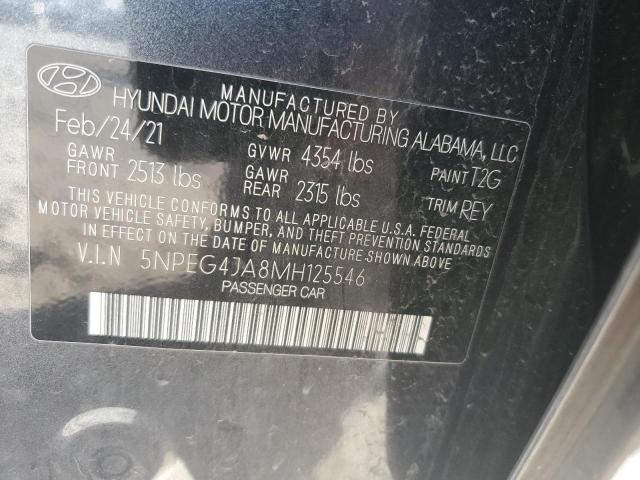 MANUFACTURED BY
HYUNDAI MOTOR MANUFACTURING ALABAMA, LLC
Feb/24/21 GVWR 4354 lbs PAINT T2G
GAWR FRONT 2513 lbs GAWR REAR 2315 lbs TRIM REY
THIS VEHICLE CONFORMS TO ALL APPLICABLE U.S.A. FEDERAL
MOTOR VEHICLE SAFETY, BUMPER, AND THEFT PREVENTION STANDARDS
IN EFFECT ON THE DATE OF MANUFACTURE SHOWN ABOVE.
V.I.N 5NPEG4JA8MH125546
PASSENGER CAR